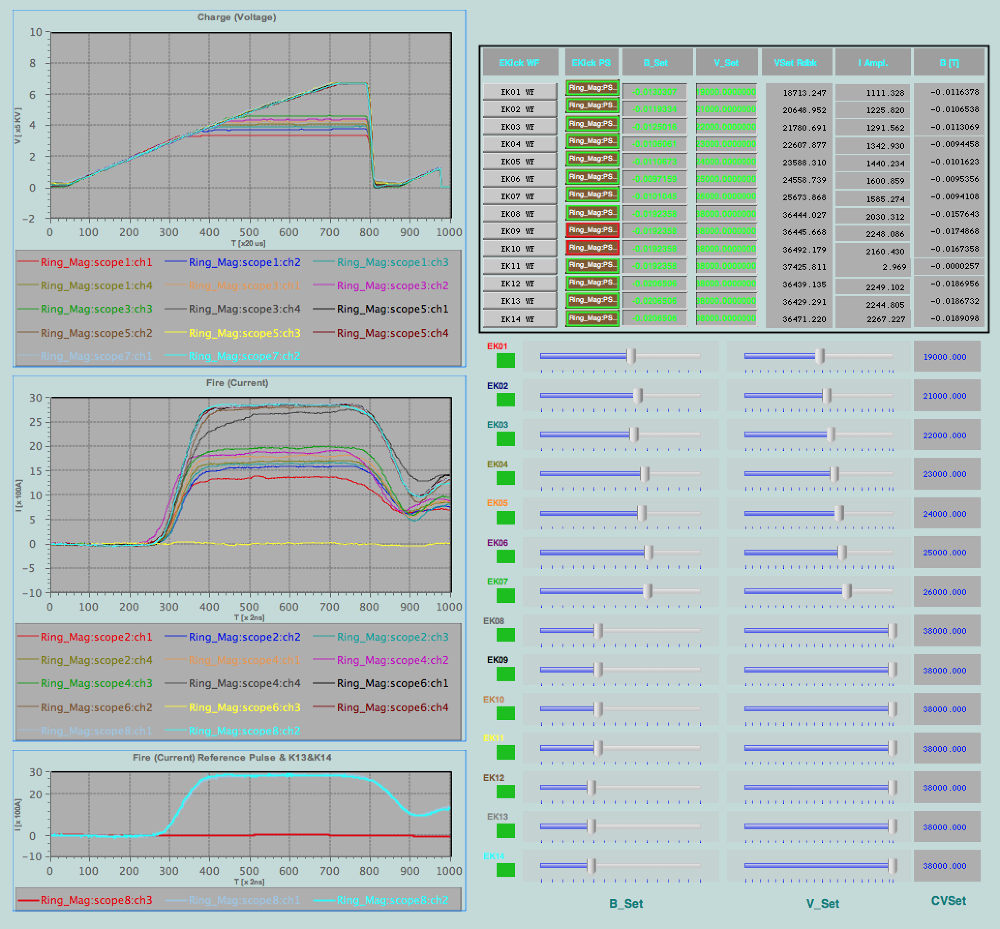 Charge (Voltage)
10
8
6
4
2
0
-2
V [ x5 KV]
0 100 200 300 400 500 600 700 800 900 1000
T [x20 us]
Ring_Mag:scope1:ch1 Ring_Mag:scope1:ch2 Ring_Mag:scope1:ch3
Ring_Mag:scope1:ch4 Ring_Mag:scope3:ch1 Ring_Mag:scope3:ch2
Ring_Mag:scope3:ch3 Ring_Mag:scope3:ch4 Ring_Mag:scope5:ch1
Ring_Mag:scope5:ch2 Ring_Mag:scope5:ch3 Ring_Mag:scope5:ch4
Ring_Mag:scope7:ch1 Ring_Mag:scope7:ch2
Fire (Current)
30
25
20
15
10
5
0
-5
-10
I [x 100A]
0 100 200 300 400 500 600 700 800 900 1000
T [x 2ns]
Ring_Mag:scope2:ch1 Ring_Mag:scope2:ch2 Ring_Mag:scope2:ch3
Ring_Mag:scope2:ch4 Ring_Mag:scope4:ch1 Ring_Mag:scope4:ch2
Ring_Mag:scope4:ch3 Ring_Mag:scope4:ch4 Ring_Mag:scope6:ch1
Ring_Mag:scope6:ch2 Ring_Mag:scope6:ch3 Ring_Mag:scope6:ch4
Ring_Mag:scope8:ch1 Ring_Mag:scope8:ch2
Fire (Current) Reference Pulse & K13&K14
30
20
0
-10
I [x 100A]
0 100 200 300 400 500 600 700 800 900 1000
T [x 2ns]
Ring_Mag:scope8:ch3 Ring_Mag:scope8:ch1 Ring_Mag:scope8:ch2
EKick WF EKick PS B_Set V_Set VSet Rdbk I Ampl. B [T]
EK01 WF Ring_Mag:PS... -0.0130307 19000.0000000 18713.247 1111.328 -0.0116378
EK02 WF Ring_Mag:PS... -0.0119334 21000.0000000 20648.952 1225.820 -0.0106538
EK03 WF Ring_Mag:PS... -0.0125016 22000.0000000 21780.691 1291.562 -0.0113069
EK04 WF Ring_Mag:PS... -0.0106061 23000.0000000 22607.877 1342.930 -0.0094458
EK05 WF Ring_Mag:PS... -0.0110673 24000.0000000 23588.310 1440.234 -0.0101623
EK06 WF Ring_Mag:PS... -0.0097159 25000.0000000 24558.739 1600.859 -0.0095356
EK07 WF Ring_Mag:PS... -0.0101045 26000.0000000 25673.868 1585.274 -0.0094108
EK08 WF Ring_Mag:PS... -0.0192356 38000.0000000 36444.027 2030.312 -0.0157643
EK09 WF Ring_Mag:PS... -0.0192356 38000.0000000 36445.668 2248.086 -0.0174868
EK10 WF Ring_Mag:PS... -0.0192356 38000.0000000 36492.179 2160.430 -0.0167358
EK11 WF Ring_Mag:PS... -0.0192356 38000.0000000 37425.811 2.969 -0.0000257
EK12 WF Ring_Mag:PS... -0.0206506 38000.0000000 36439.135 2249.102 -0.0186956
EK13 WF Ring_Mag:PS... -0.0206506 38000.0000000 36429.291 2244.805 -0.0186732
EK14 WF Ring_Mag:PS... -0.0206506 38000.0000000 36471.220 2267.227 -0.0189098
EK01 19000.000
EK02 21000.000
EK03 22000.000
EK04 23000.000
EK05 24000.000
EK06 25000.000
EK07 26000.000
EK08 38000.000
EK09 38000.000
EK10 38000.000
EK11 38000.000
EK12 38000.000
EK13 38000.000
EK14 38000.000
B_Set V_Set CVSet